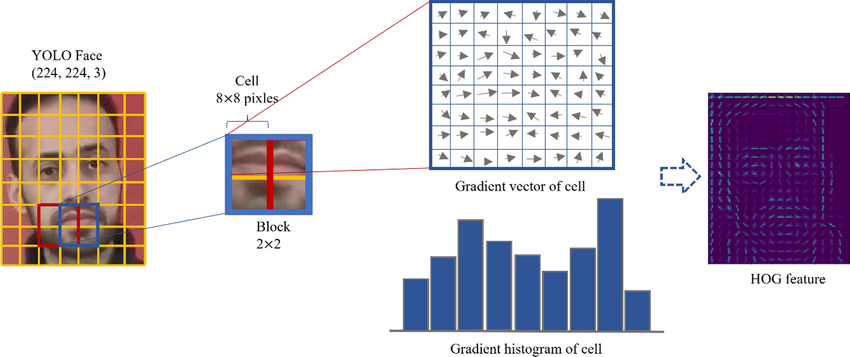 YOLO Face
(224, 224, 3)
Cell
8×8 pixles
Block
2×2
Gradient vector of cell
Gradient histogram of cell
HOG feature